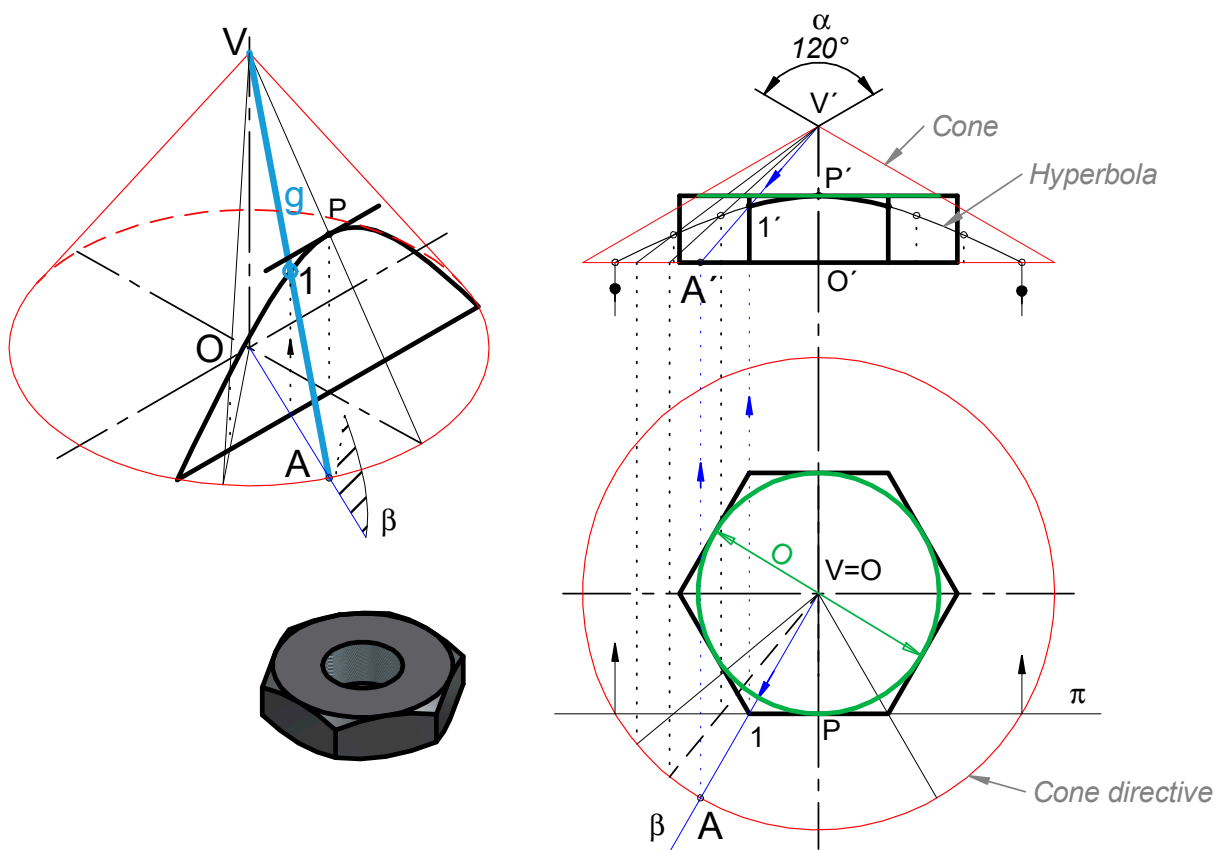 V
g
P
1
O
A
β
α
120°
V´
Cone
P´
Hyperbola
1´
A´
O´
O
V=O
π
1
P
Cone directive
β
A